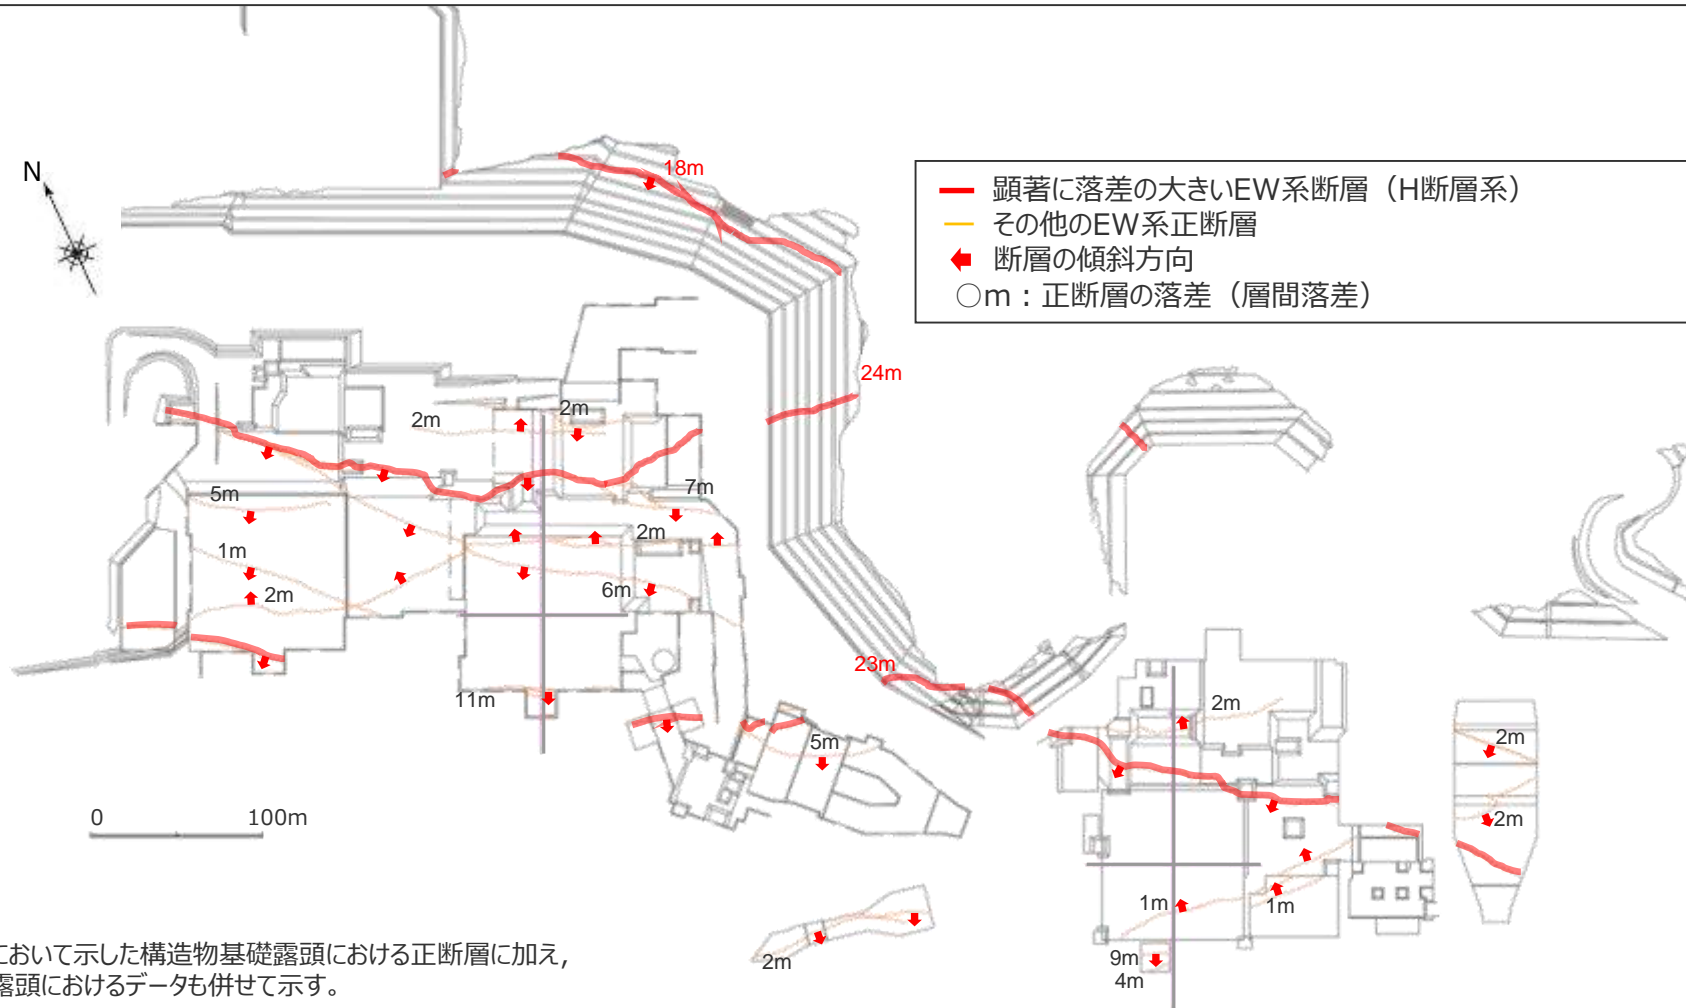 N
18m
顕著に落差の大きいEW系断層（H断層系）
その他のEW系正断層
断層の傾斜方向
○m：正断層の落差（層間落差）
24m
2m
2m
5m
7m
1m
2m
2m
6m
11m
23m
5m
2m
2m
2m
0 100m
1m
1m
2m
9m
4m
において示した構造物基礎露頭における正断層に加え，
露頭におけるデータも併せて示す。